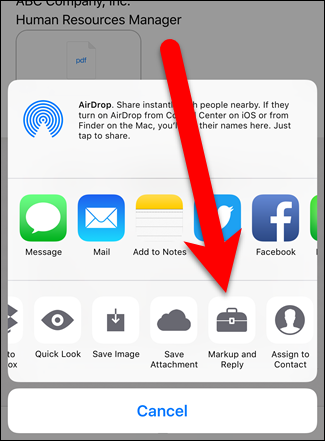 ABC Company, Inc.
Human Resources Manager
pdf
AirDrop. Share instantly with people nearby. If they
turn on AirDrop from Control Center on iOS or from
Finder on the Mac, you'll see their names here. Just
tap to share.
Message
Mail
Add to Notes
Facebook
to
Quick Look
Save Image
Save
Attachment
Markup and
Reply
Assign to
Contact
ox
Cancel